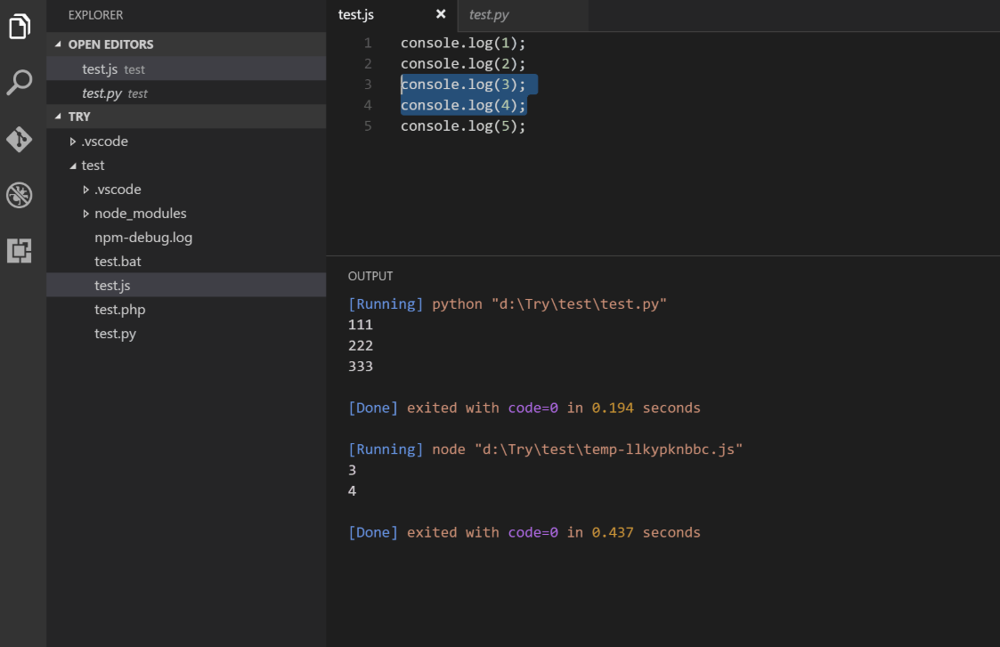 EXPLORER
OPEN EDITORS
test.js test
test.py test
TRY
.vscode
test
.vscode
node_modules
npm-debug.log
test.bat
test.js
test.php
test.py
test.js test.py
1 console.log(1);
2 console.log(2);
3 console.log(3);
4 console.log(4);
5 console.log(5);
OUTPUT
[Running] python "d:\Try\test\test.py"
111
222
333
[Done] exited with code=0 in 0.194 seconds
[Running] node "d:\Try\test\temp-llkypknbbc.js"
3
4
[Done] exited with code=0 in 0.437 seconds